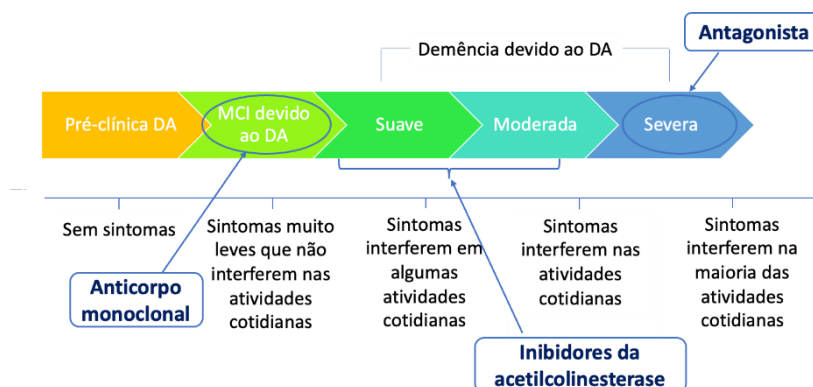 Antagonista
Demência devido ao DA
Pré-clínica DA
MCI devido
ao DA
Suave
Moderada
Severa
Sem sintomas
Sintomas muito
leves que não
interferem nas
atividades
cotidianas
Sintomas
interferem em
algumas
atividades
cotidianas
Sintomas
interferem nas
atividades
cotidianas
Sintomas
interferem na
maioria das
atividades
cotidianas
Anticorpo
monoclonal
Inibidores da
acetilcolinesterase